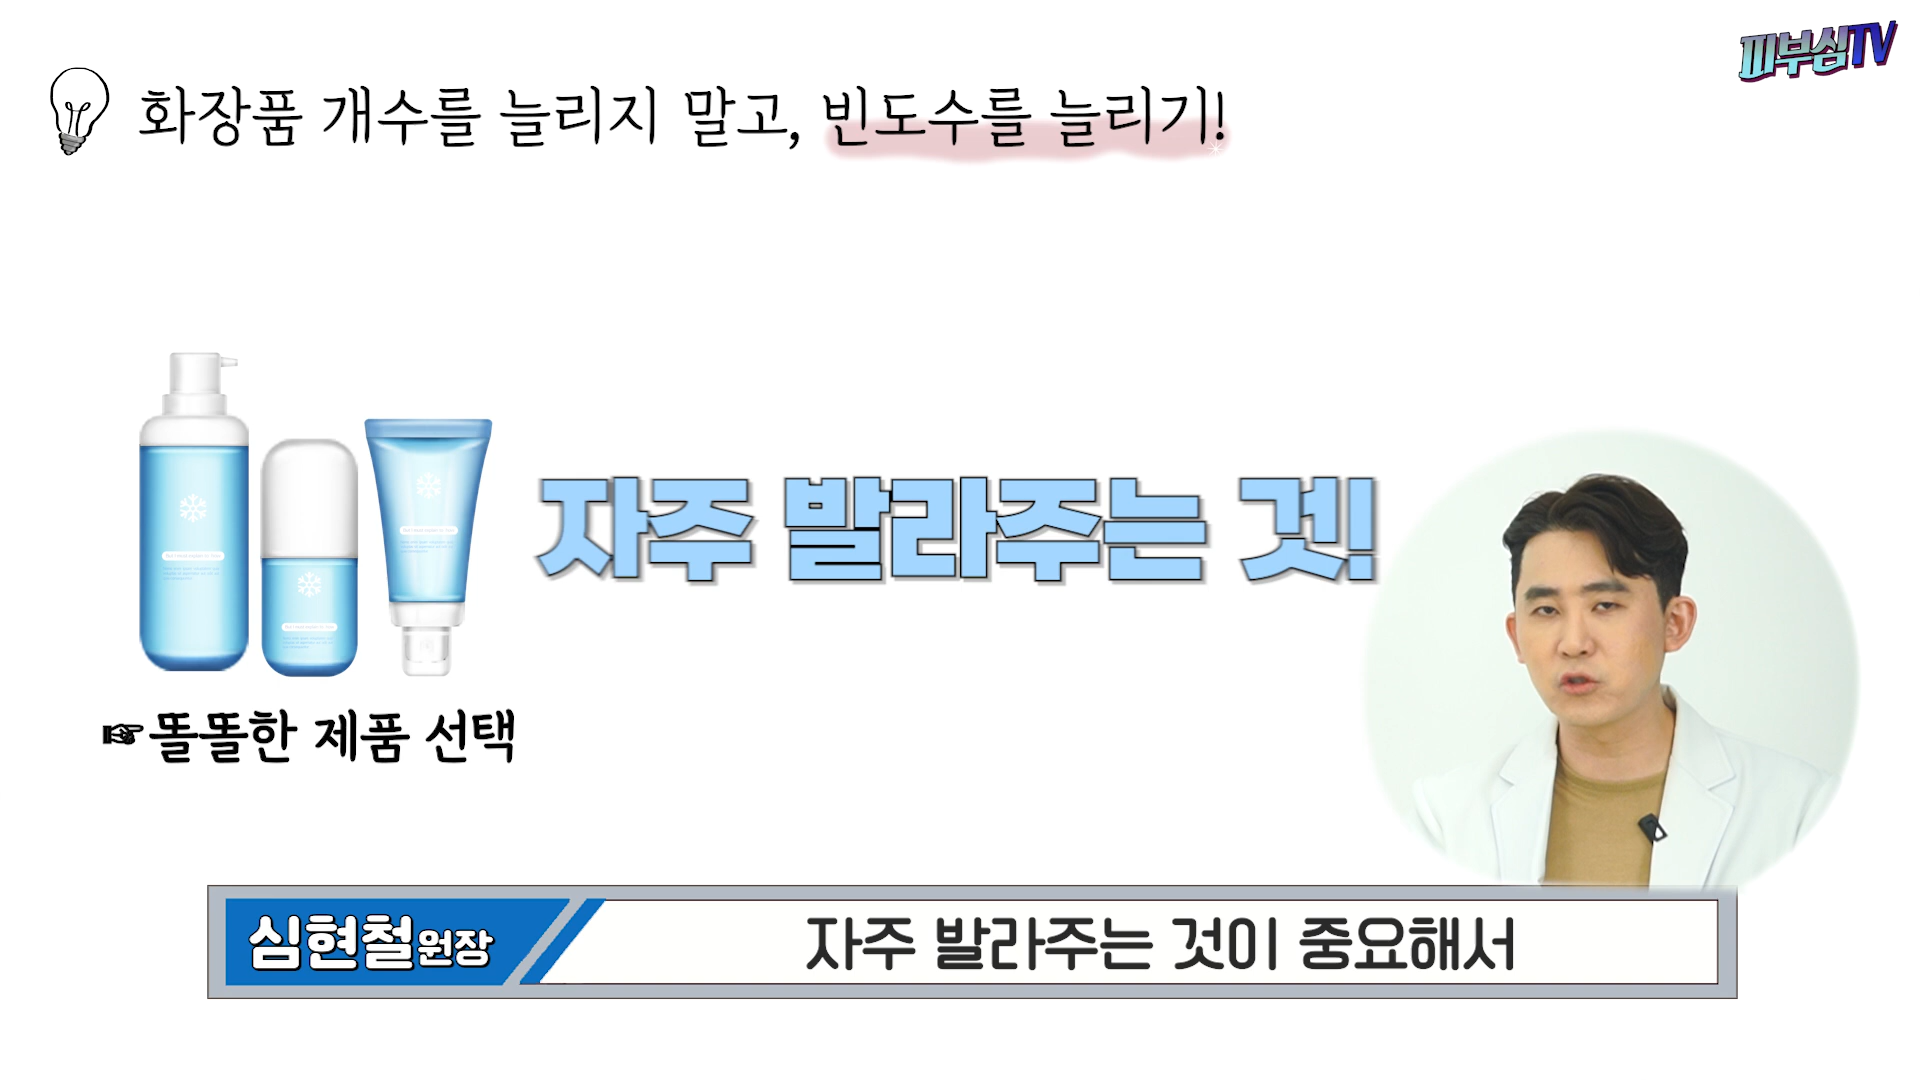 피부심TV
화장품 개수를 늘리지 말고, 빈도수를 늘리기!
자주 발라주는 것!
☞똘똘한 제품 선택
심현철원장
자주 발라주는 것이 중요해서